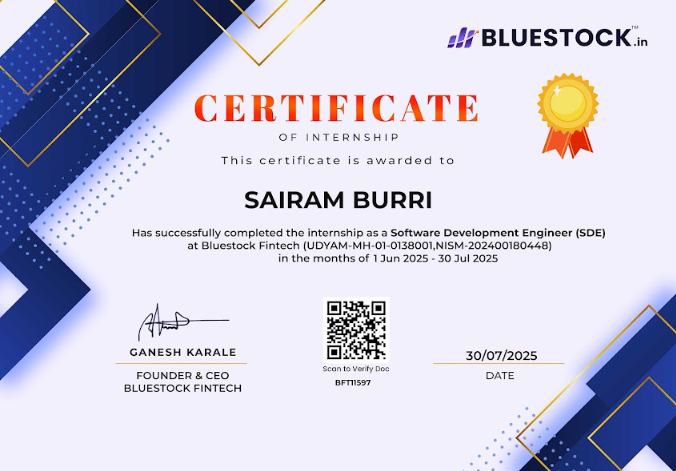 BLUESTOCK™.in
CERTIFICATE
OF INTERNSHIP
This certificate is awarded to
SAIRAM BURRI
Has successfully completed the internship as a Software Development Engineer (SDE)
at Bluestock Fintech (UDYAM-MH-01-0138001,NISM-202400180448)
in the months of 1 Jun 2025 - 30 Jul 2025
GANESH KARALE
FOUNDER & CEO
BLUESTOCK FINTECH
Scan to Verify Doc
BFT11597
30/07/2025
DATE